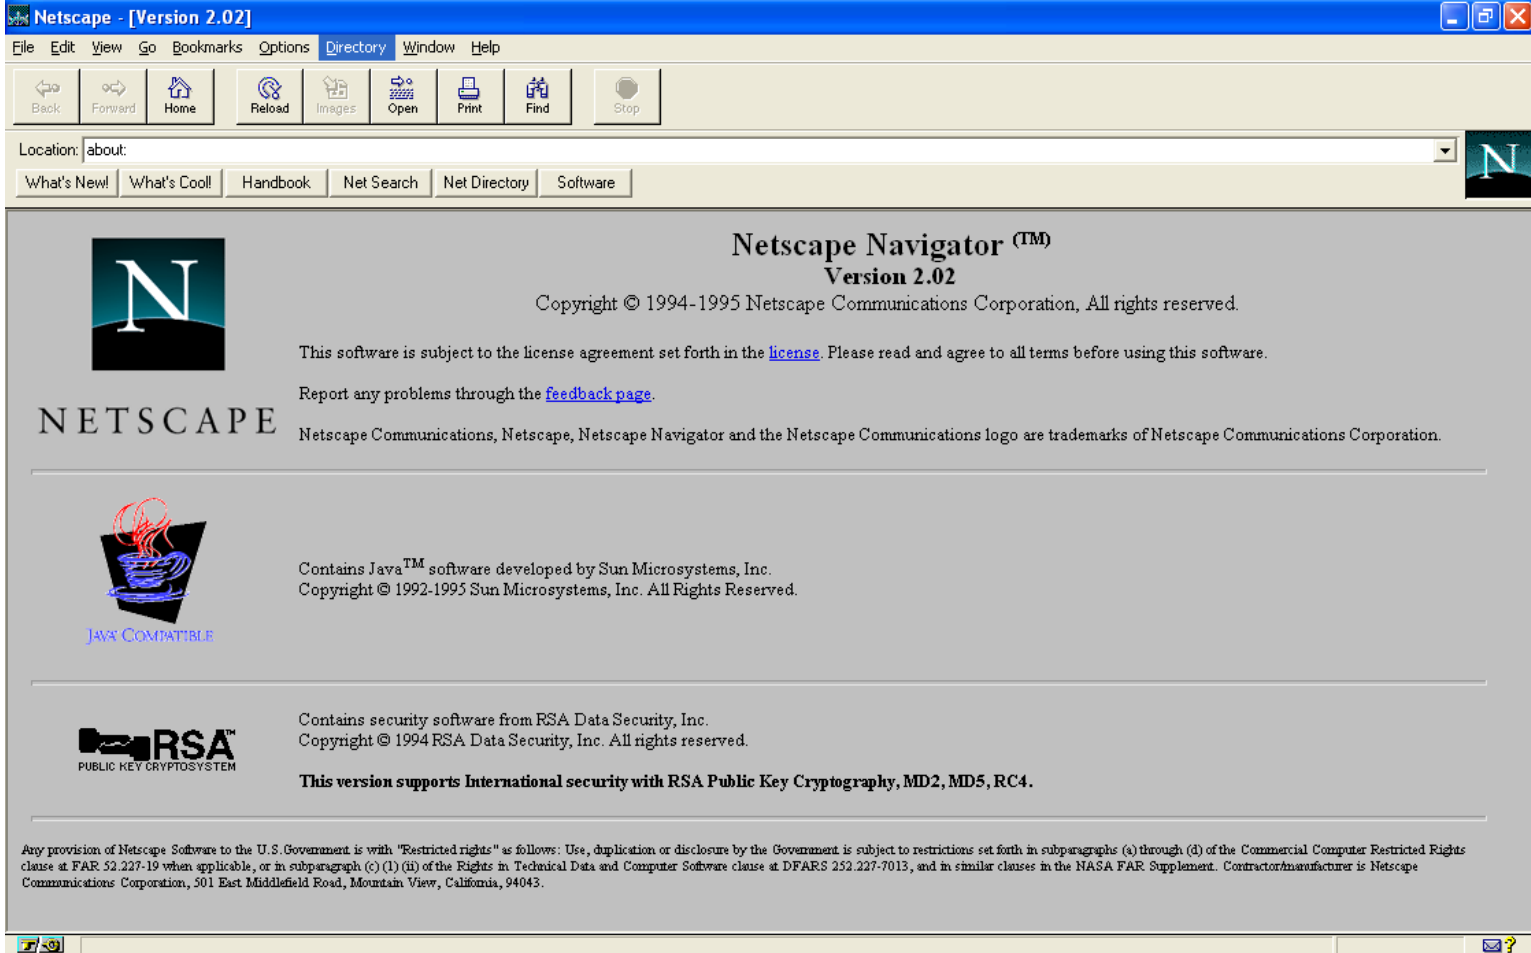 Netscape - [Version 2.02]
File Edit View Go Bookmarks Options Directory Window Help
Back Forward Home Reload Images Open Print Find Stop
Location: about:
N
What's New! What's Cool! Handbook Net Search Net Directory Software
N
NETSCAPE
Netscape Navigator (TM)
Version 2.02
Copyright © 1994-1995 Netscape Communications Corporation, All rights reserved.
This software is subject to the license agreement set forth in the license. Please read and agree to all terms before using this software.
Report any problems through the feedback page.
Netscape Communications, Netscape, Netscape Navigator and the Netscape Communications logo are trademarks of Netscape Communications Corporation.
JAVA COMPATIBLE
Contains Java™ software developed by Sun Microsystems, Inc.
Copyright © 1992-1995 Sun Microsystems, Inc. All Rights Reserved.
RSA™
PUBLIC KEY CRYPTOSYSTEM
Contains security software from RSA Data Security, Inc.
Copyright © 1994 RSA Data Security, Inc. All rights reserved.
This version supports International security with RSA Public Key Cryptography, MD2, MD5, RC4.
Any provision of Netscape Software to the U.S.Government is with "Restricted rights" as follows: Use, duplication or disclosure by the Government is subject to restrictions set forth in subparagraphs (a) through (d) of the Commercial Computer Restricted Rights
clause at FAR 52.227-19 when applicable, or in subparagraph (c) (1) (ii) of the Rights in Technical Data and Computer Software clause at DFARS 252.227-7013, and in similar clauses in the NASA FAR Supplement. Contractor/manufacturer is Netscape
Communications Corporation, 501 East Middlefield Road, Mountain View, California, 94043.